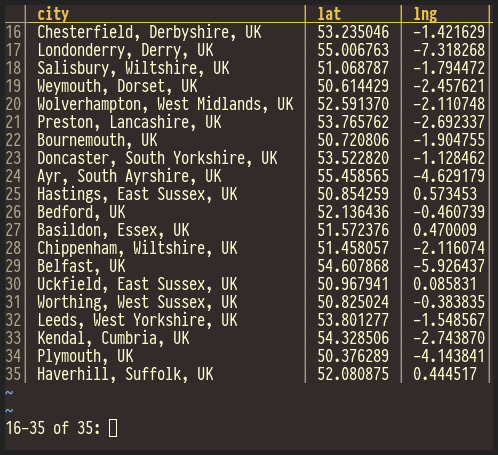 city lat lng
16 Chesterfield, Derbyshire, UK 53.235046 -1.421629
17 Londonderry, Derry, UK 55.006763 -7.318268
18 Salisbury, Wiltshire, UK 51.068787 -1.794472
19 Weymouth, Dorset, UK 50.614429 -2.457621
20 Wolverhampton, West Midlands, UK 52.591370 -2.110748
21 Preston, Lancashire, UK 53.765762 -2.692337
22 Bournemouth, UK 50.720806 -1.904755
23 Doncaster, South Yorkshire, UK 53.522820 -1.128462
24 Ayr, South Ayrshire, UK 55.458565 -4.629179
25 Hastings, East Sussex, UK 50.854259 0.573453
26 Bedford, UK 52.136436 -0.460739
27 Basildon, Essex, UK 51.572376 0.470009
28 Chippenham, Wiltshire, UK 51.458057 -2.116074
29 Belfast, UK 54.607868 -5.926437
30 Uckfield, East Sussex, UK 50.967941 0.085831
31 Worthing, West Sussex, UK 50.825024 -0.383835
32 Leeds, West Yorkshire, UK 53.801277 -1.548567
33 Kendal, Cumbria, UK 54.328506 -2.743870
34 Plymouth, UK 50.376289 -4.143841
35 Haverhill, Suffolk, UK 52.080875 0.444517
~
~
16-35 of 35: